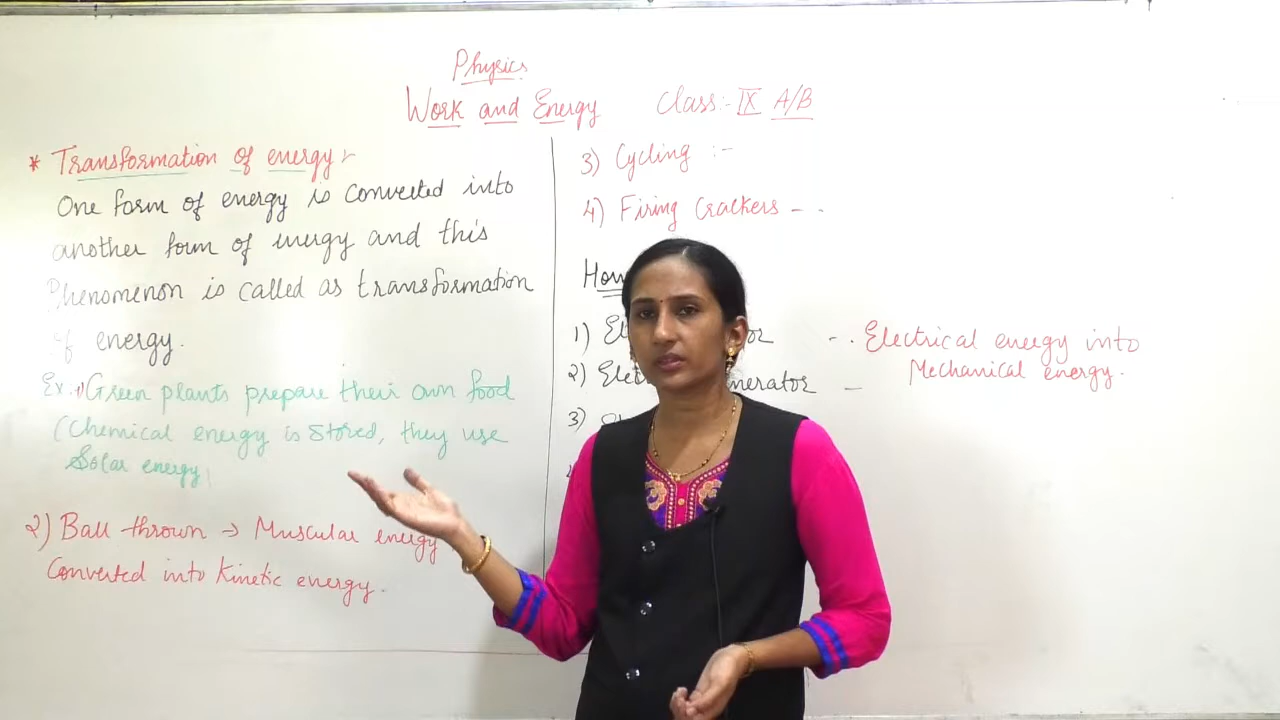 Physics
Work and Energy Class:- IX A/B
* Transformation of energy:-
One form of energy is converted into
another form of energy and this
Phenomenon is called as transformation
of energy.
Ex:-1) Green plants prepare their own food
(Chemical energy is stored, they use
Solar energy)
2) Ball thrown → Muscular energy
Converted into Kinetic energy.
3) Cycling :-
4) Firing Crackers - - .
1) - - . Electrical energy into
Mechanical energy.
2) -
3)